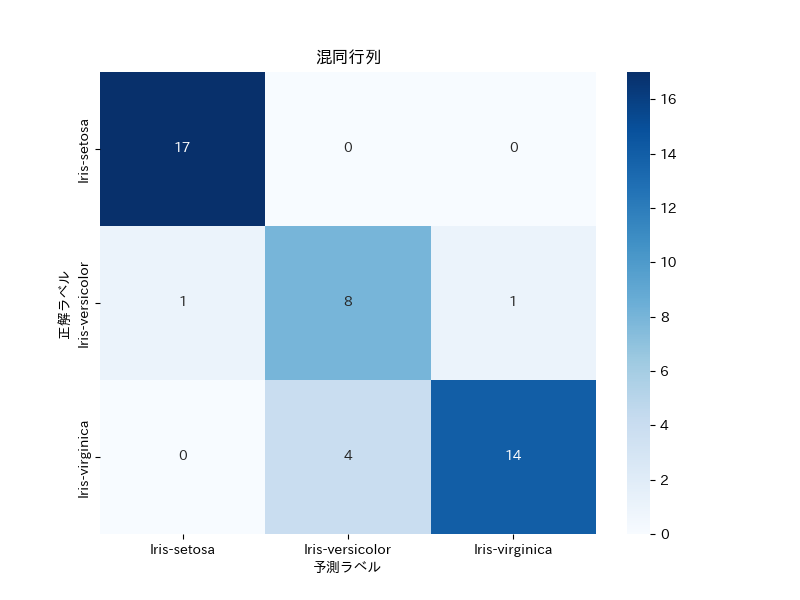 混同行列
Iris-setosa
17 0 0
16
14
12
10
8
6
4
2
0
正解ラベル
Iris-versicolor
1 8 1
Iris-virginica
0 4 14
Iris-setosa Iris-versicolor Iris-virginica
予測ラベル